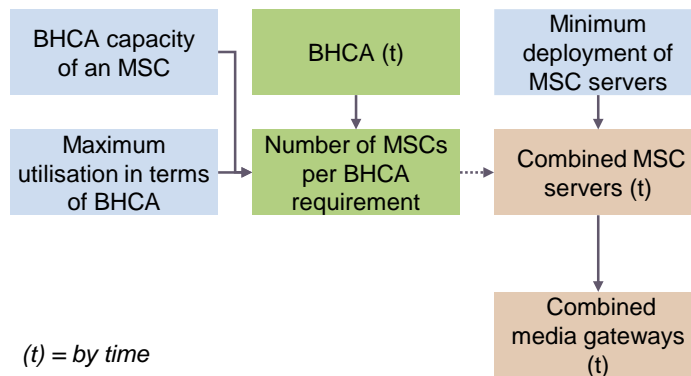 BHCA capacity
of an MSC
BHCA (t)
Minimum
deployment of
MSC servers
Maximum
utilisation in terms
of BHCA
Number of MSCs
per BHCA
requirement
Combined MSC
servers (t)
Combined
media gateways
(t)
(t) = by time